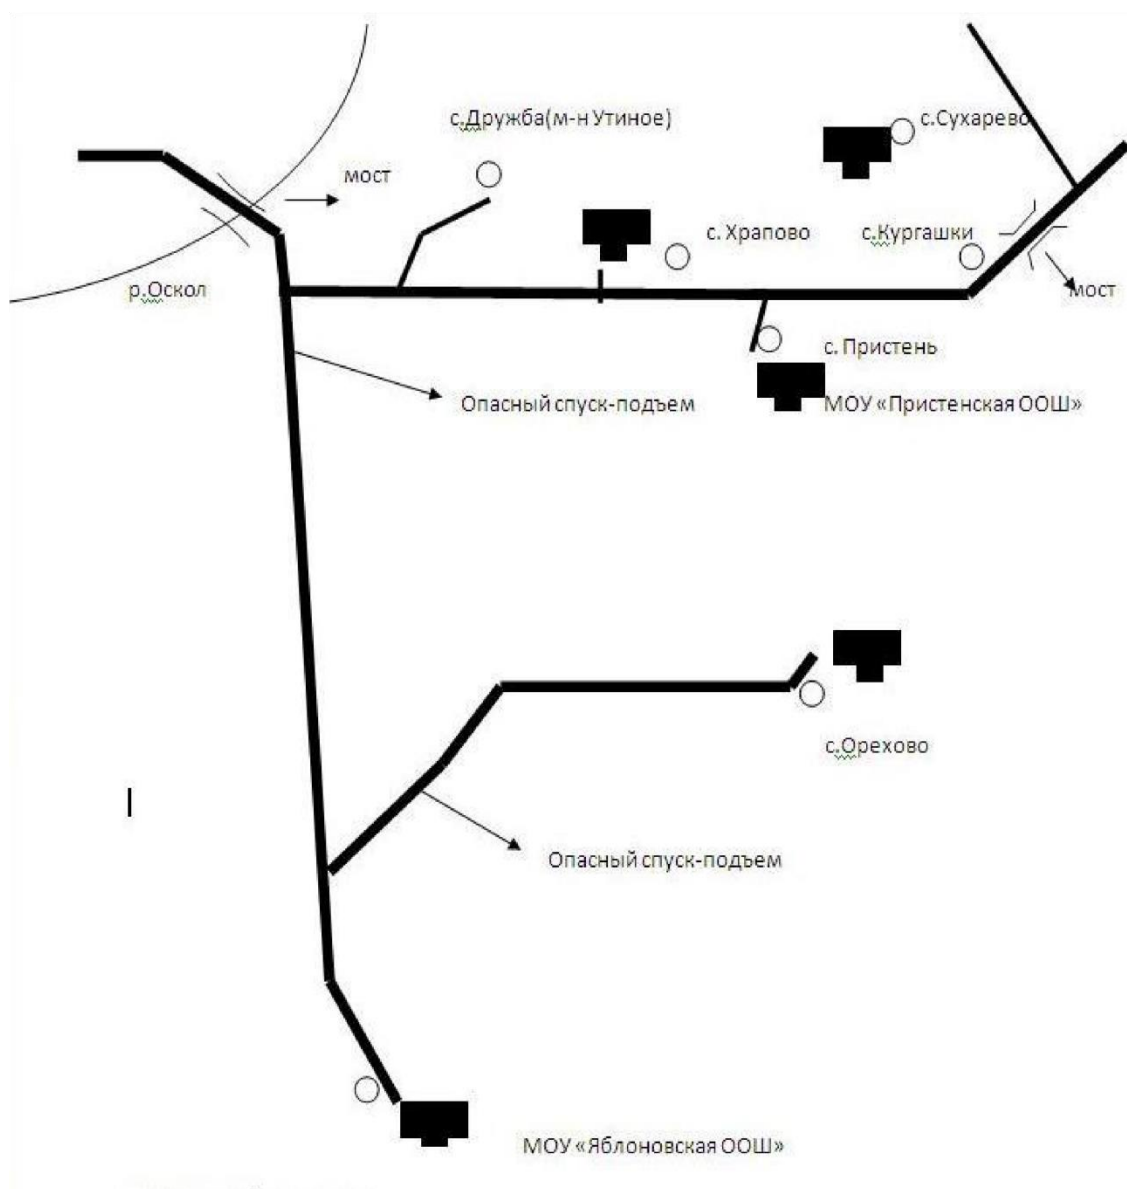 с.Дружба(м-н Утиное)
с.Сухарево
мост
с. Храпово
с.Кургашки
р.Оскол
мост
с. Пристень
Опасный спуск-подъем
МОУ «Пристенская ООШ»
с.Орехово
Опасный спуск-подъем
МОУ «Яблоновская ООШ»